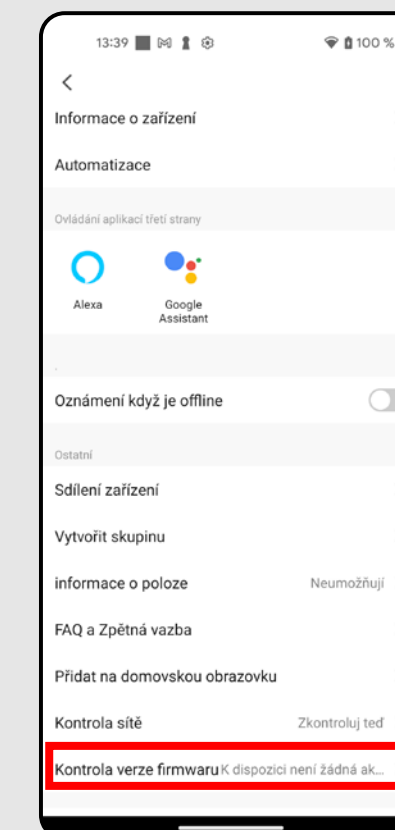 13:39 100 %
Informace o zařízení
Automatizace
Ovládání aplikací třetí strany
Alexa
Google
Assistant
Oznámení když je offline
Ostatní
Sdílení zařízení
Vytvořit skupinu
informace o poloze Neumožňují
FAQ a Zpětná vazba
Přidat na domovskou obrazovku
Kontrola sítě Zkontroluj teď
Kontrola verze firmwaru K dispozici není žádná ak...